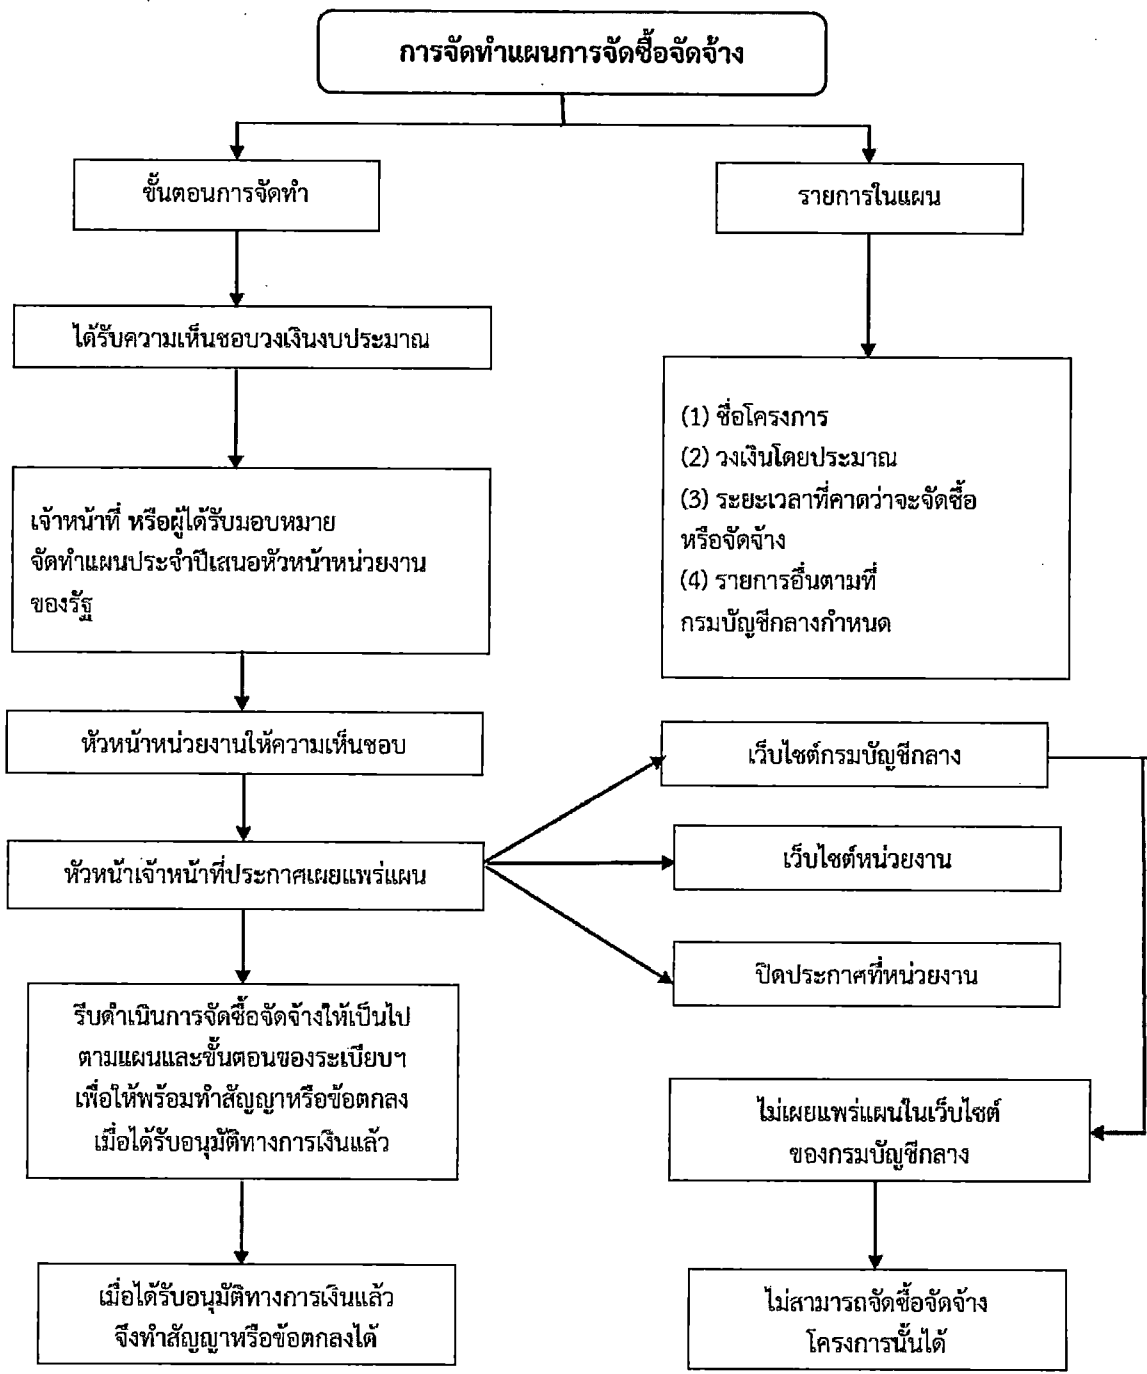 การจัดทำแผนการจัดซื้อจัดจ้าง
ขั้นตอนการจัดทำ
ได้รับความเห็นชอบวงเงินงบประมาณ
เจ้าหน้าที่ หรือผู้ได้รับมอบหมาย
จัดทำแผนประจำปีเสนอหัวหน้าหน่วยงาน
ของรัฐ
หัวหน้าหน่วยงานให้ความเห็นชอบ
หัวหน้าเจ้าหน้าที่ประกาศเผยแพร่แผน
รีบดำเนินการจัดซื้อจัดจ้างให้เป็นไป
ตามแผนและขั้นตอนของระเบียบฯ
เพื่อให้พร้อมทำสัญญาหรือข้อตกลง
เมื่อได้รับอนุมัติทางการเงินแล้ว
เมื่อได้รับอนุมัติทางการเงินแล้ว
จึงทำสัญญาหรือข้อตกลงได้
รายการในแผน
(1) ชื่อโครงการ
(2) วงเงินโดยประมาณ
(3) ระยะเวลาที่คาดว่าจะจัดซื้อ
หรือจัดจ้าง
(4) รายการอื่นตามที่
กรมบัญชีกลางกำหนด
เว็บไซต์กรมบัญชีกลาง
เว็บไซต์หน่วยงาน
ปิดประกาศที่หน่วยงาน
ไม่เผยแพร่แผนในเว็บไซต์
ของกรมบัญชีกลาง
ไม่สามารถจัดซื้อจัดจ้าง
โครงการนั้นได้